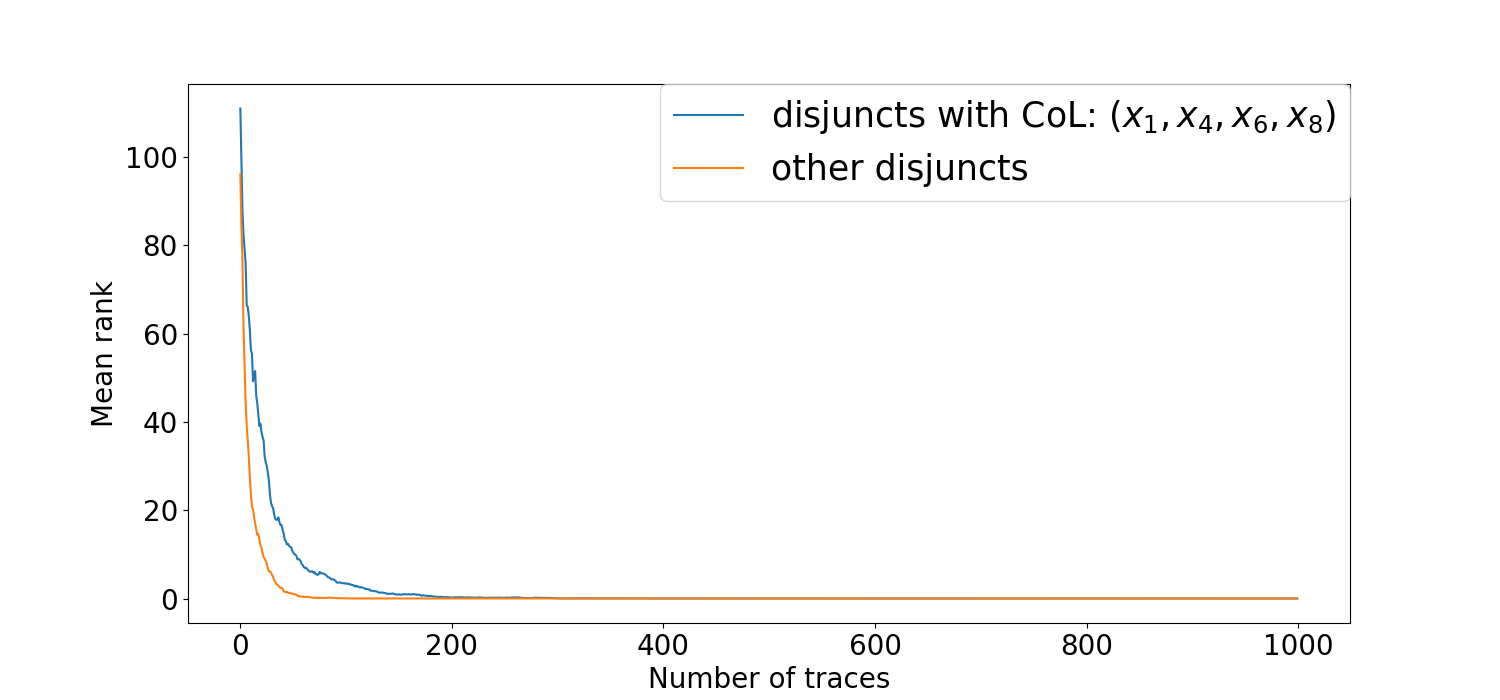 disjuncts with CoL: (x₁, x₄, x₆, x₈)
other disjuncts
100
80
60
40
20
0
Mean rank
0 200 400 600 800 1000
Number of traces